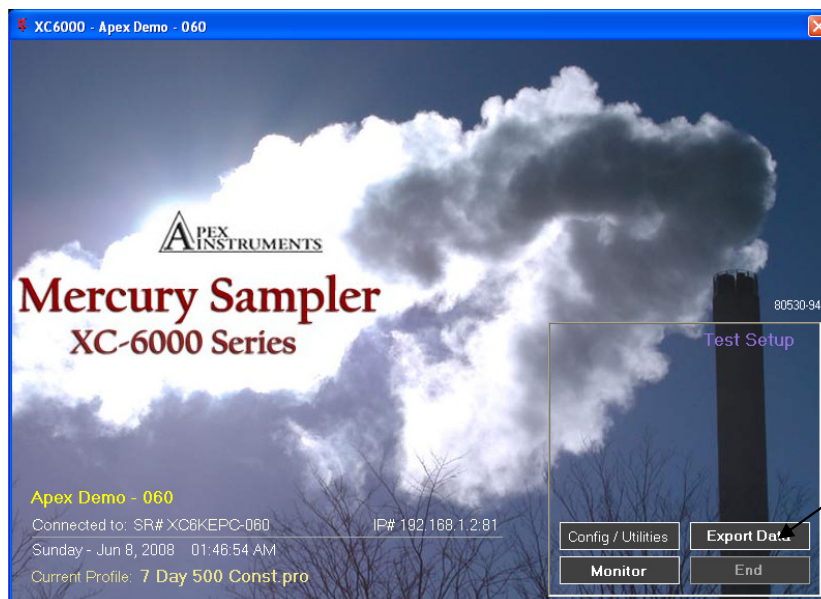 XC6000 - Apex Demo - 060
APEX
INSTRUMENTS
Mercury Sampler
XC-6000 Series
80530-94
Test Setup
Apex Demo - 060
Connected to: SR# XC6KEPC-060 IP# 192.168.1.2:81
Sunday - Jun 8, 2008 01:46:54 AM
Current Profile: 7 Day 500 Const.pro
Config / Utilities
Export Data
Monitor
End